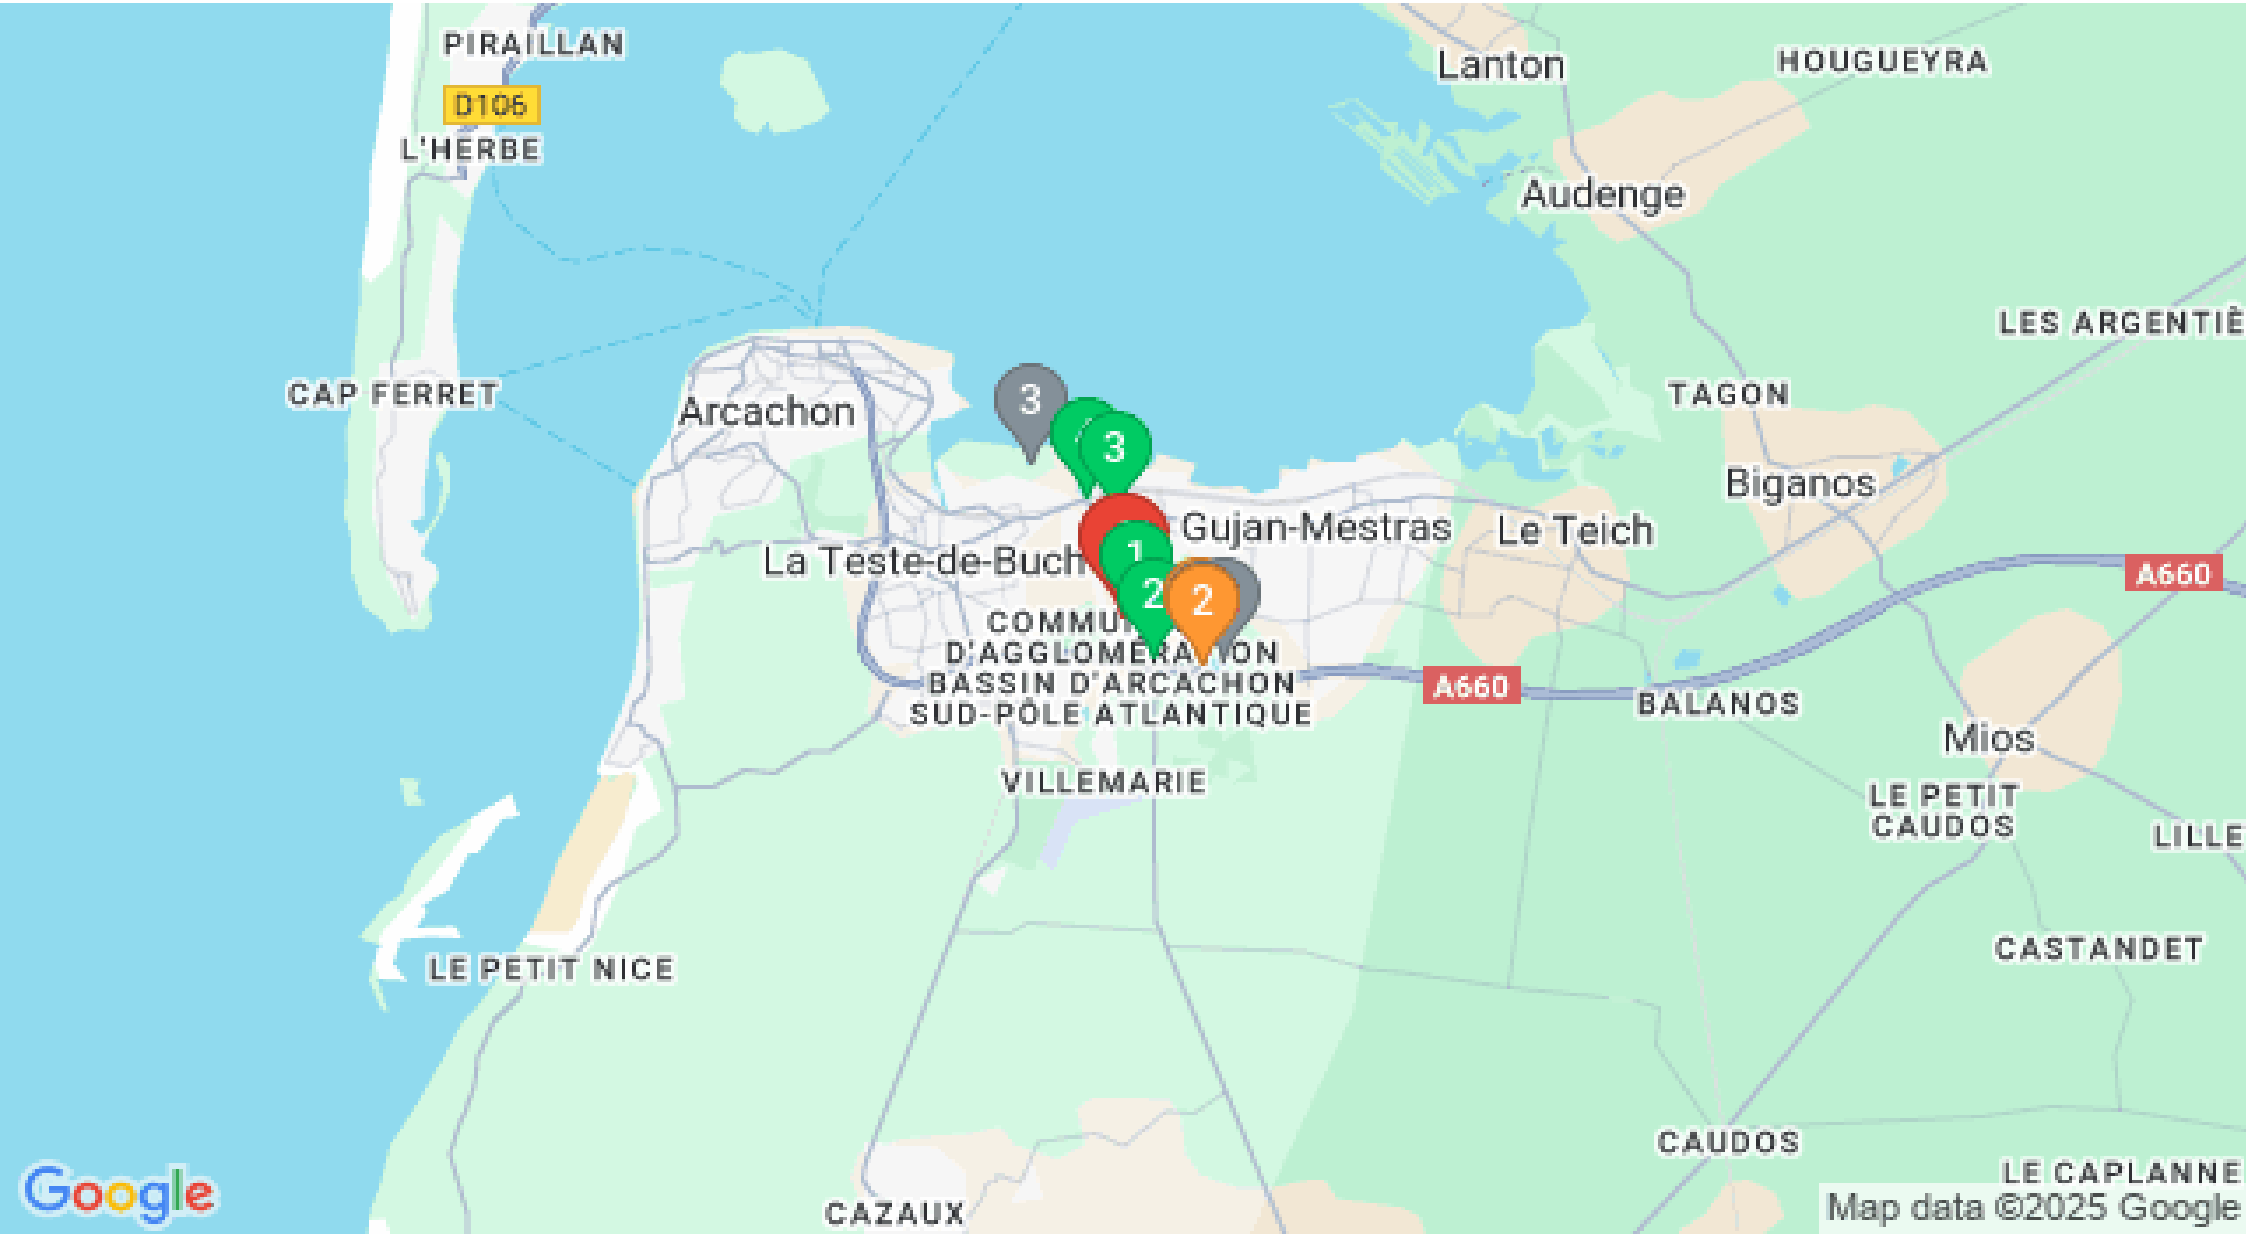 PIRAILLAN
D106
L'HERBE
Lanton
HOUGUEYRA
Audenge
LES ARGENTIÈ
CAP FERRET
Arcachon
3
3
TAGON
Biganos
Gujan-Mestras
Le Teich
La Teste-de-Buch
1
2
2
A660
COMMU
D'AGGLOMÉRATION
BASSIN D'ARCACHON
SUD-PÔLE ATLANTIQUE
A660
BALANOS
Mios
VILLEMARIE
LE PETIT
CAUDOS
LILLE
LE PETIT NICE
CASTANDET
CAUDOS
LE CAPLANNE
CAZAUX
Google
Map data ©2025 Google